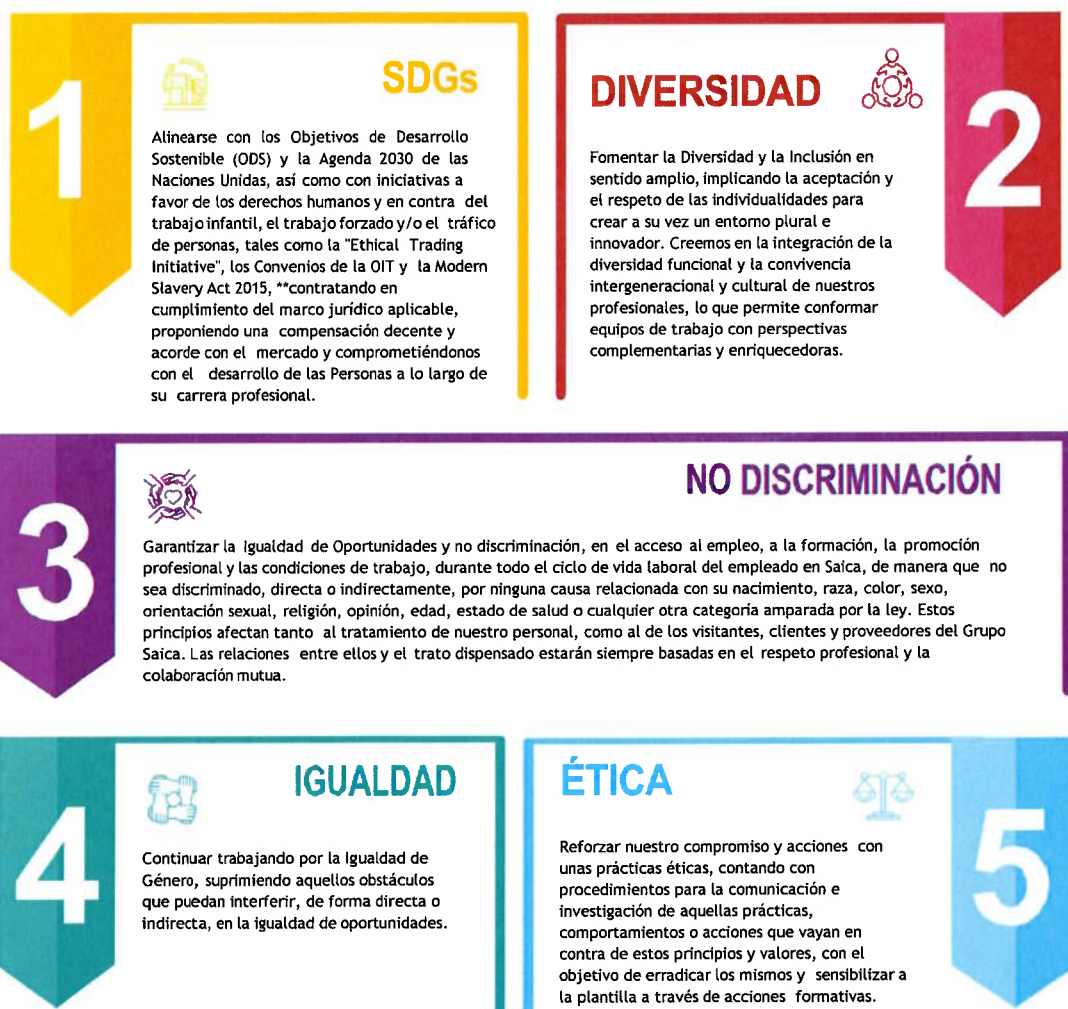 1
SDGs
Alinearse con los Objetivos de Desarrollo
Sostenible (ODS) y la Agenda 2030 de las
Naciones Unidas, así como con iniciativas a
favor de los derechos humanos y en contra del
trabajo infantil, el trabajo forzado y/o el tráfico
de personas, tales como la "Ethical Trading
Initiative", los Convenios de la OIT y la Modern
Slavery Act 2015, **contratando en
cumplimiento del marco jurídico aplicable,
proponiendo una compensación decente y
acorde con el mercado y comprometiéndonos
con el desarrollo de las Personas a lo largo de
su carrera profesional.
DIVERSIDAD
2
Fomentar la Diversidad y la Inclusión en
sentido amplio, implicando la aceptación y
el respeto de las individualidades para
crear a su vez un entorno plural e
innovador. Creemos en la integración de la
diversidad funcional y la convivencia
intergeneracional y cultural de nuestros
profesionales, lo que permite conformar
equipos de trabajo con perspectivas
complementarias y enriquecedoras.
3
NO DISCRIMINACIÓN
Garantizar la Igualdad de Oportunidades y no discriminación, en el acceso al empleo, a la formación, la promoción
profesional y las condiciones de trabajo, durante todo el ciclo de vida laboral del empleado en Saica, de manera que no
sea discriminado, directa o indirectamente, por ninguna causa relacionada con su nacimiento, raza, color, sexo,
orientación sexual, religión, opinión, edad, estado de salud o cualquier otra categoría amparada por la ley. Estos
principios afectan tanto al tratamiento de nuestro personal, como al de los visitantes, clientes y proveedores del Grupo
Saica. Las relaciones entre ellos y el trato dispensado estarán siempre basadas en el respeto profesional y la
colaboración mutua.
4
IGUALDAD
Continuar trabajando por la Igualdad de
Género, suprimiendo aquellos obstáculos
que puedan interferir, de forma directa o
indirecta, en la igualdad de oportunidades.
ÉTICA
5
Reforzar nuestro compromiso y acciones con
unas prácticas éticas, contando con
procedimientos para la comunicación e
investigación de aquellas prácticas,
comportamientos o acciones que vayan en
contra de estos principios y valores, con el
objetivo de erradicar los mismos y sensibilizar a
la plantilla a través de acciones formativas.